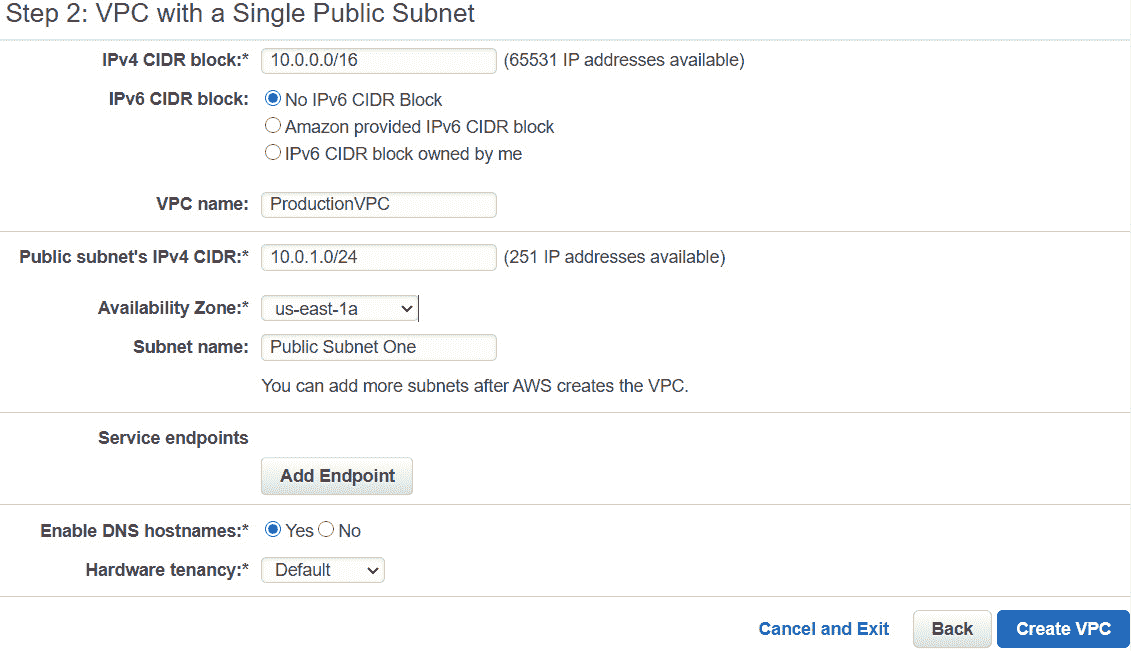 Step 2: VPC with a Single Public Subnet
IPv4 CIDR block:* 10.0.0.0/16 (65531 IP addresses available)
IPv6 CIDR block: No IPv6 CIDR Block
Amazon provided IPv6 CIDR block
IPv6 CIDR block owned by me
VPC name: ProductionVPC
Public subnet's IPv4 CIDR:* 10.0.1.0/24 (251 IP addresses available)
Availability Zone:* us-east-1a
Subnet name: Public Subnet One
You can add more subnets after AWS creates the VPC.
Service endpoints
Add Endpoint
Enable DNS hostnames:* Yes No
Hardware tenancy:* Default
Cancel and Exit Back Create VPC